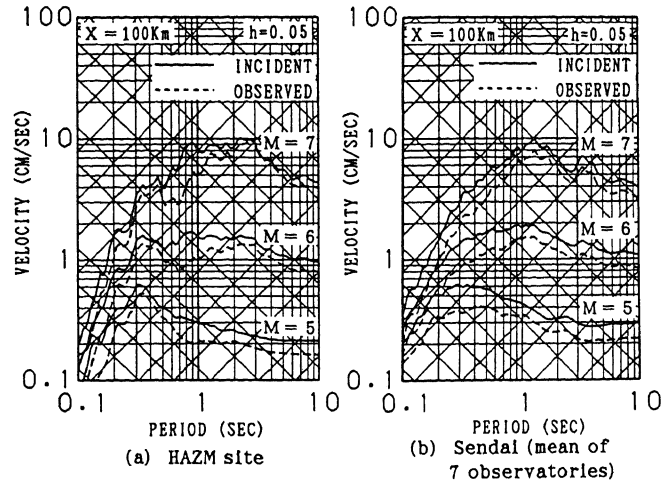 100
10
1
0.1
VELOCITY (CM/SEC)
X=100Km h=0.05
INCIDENT
OBSERVED
M=7
M=6
M=5
0.1 1 10
PERIOD (SEC)
(a) HAZM site
100
10
1
0.1
VELOCITY (CM/SEC)
X=100Km h=0.05
INCIDENT
OBSERVED
M=7
M=6
M=5
0.1 1 10
PERIOD (SEC)
(b) Sendai (mean of
7 observatories)